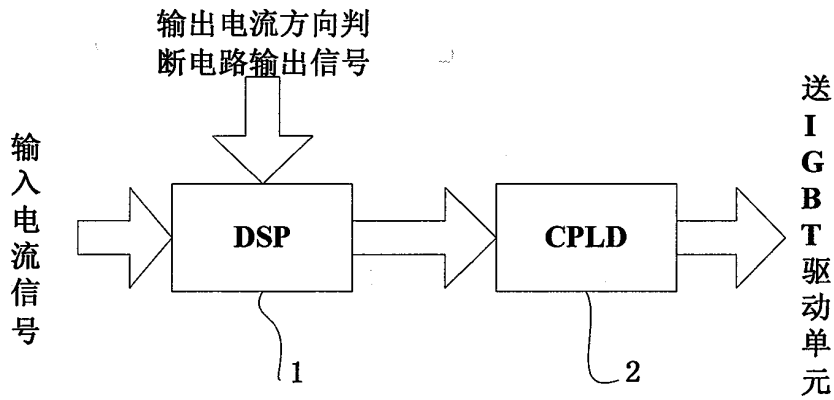 输出电流方向判
断电路输出信号
输入电流信号
DSP
CPLD
送IGBT驱动单元
1
2